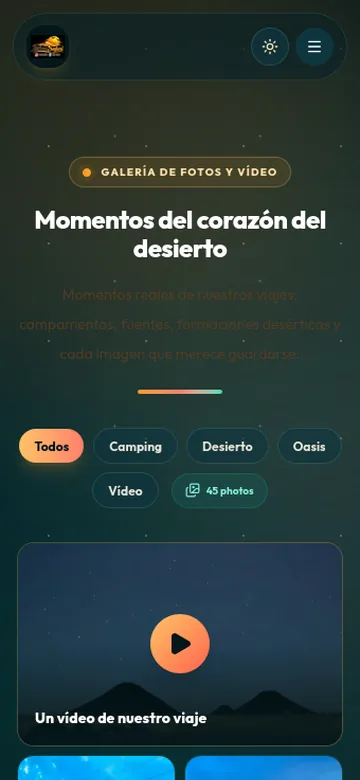 GALERÍA DE FOTOS Y VÍDEO
Momentos del corazón del
desierto
Momentos reales de nuestros viajes:
campamentos, fuentes, formaciones desérticas y
cada imagen que merece guardarse.
Todos
Camping
Desierto
Oasis
Vídeo
45 photos
Un vídeo de nuestro viaje